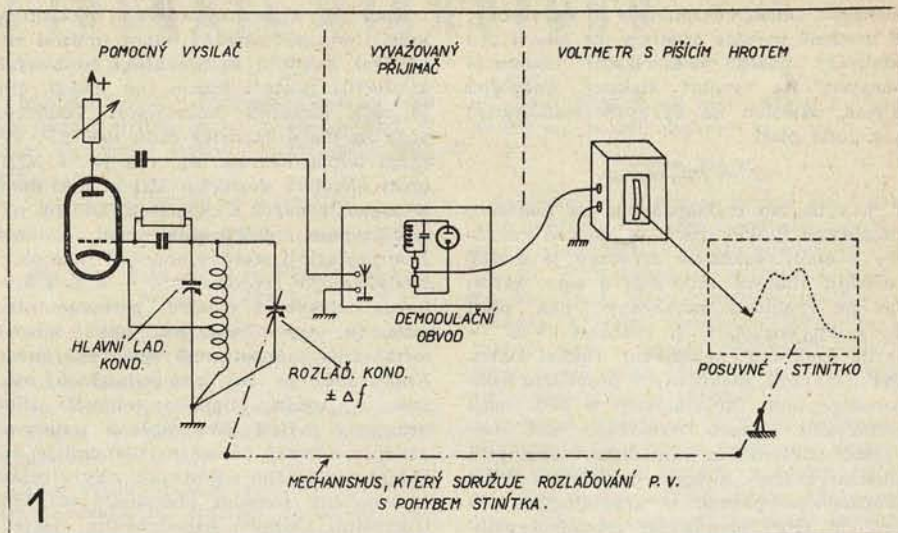 POMOCNÝ VYSILAČ
VYVAŽOVANÝ
PŘIJIMAČ
VOLTMETR S PÍŠÍCÍM HROTEM
+
HLAVNÍ LAD.
KOND.
ROZLAĎ. KOND.
± Δf
DEMODULAČNÍ
OBVOD
POSUVNÉ STINÍTKO
MECHANISMUS, KTERÝ SDRUŽUJE ROZLAĎOVÁNÍ P. V.
S POHYBEM STINÍTKA.
1